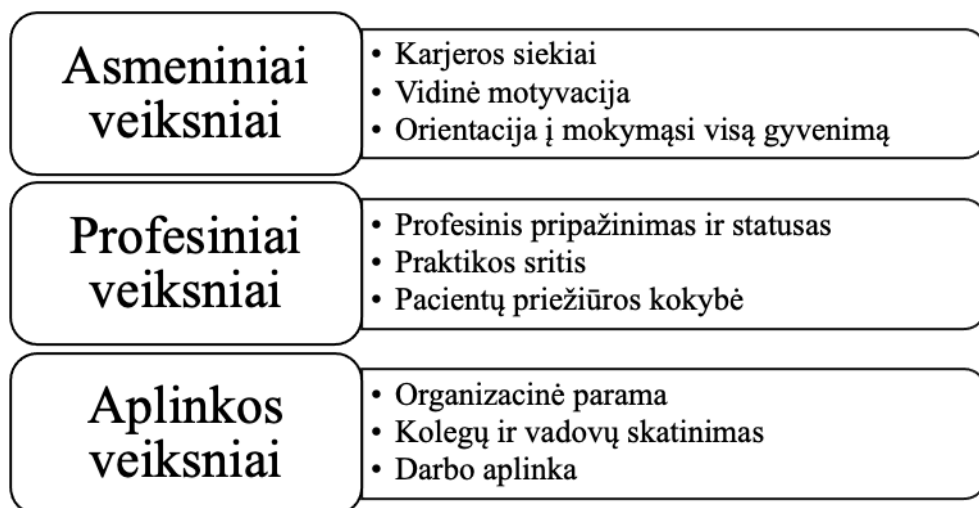 Asmeniniai
veiksniai
• Karjeros siekiai
• Vidinė motyvacija
• Orientacija į mokymąsi visą gyvenimą
Profesiniai
veiksniai
• Profesinis pripažinimas ir statusas
• Praktikos sritis
• Pacientų priežiūros kokybė
Aplinkos
veiksniai
• Organizacinė parama
• Kolegų ir vadovų skatinimas
• Darbo aplinka